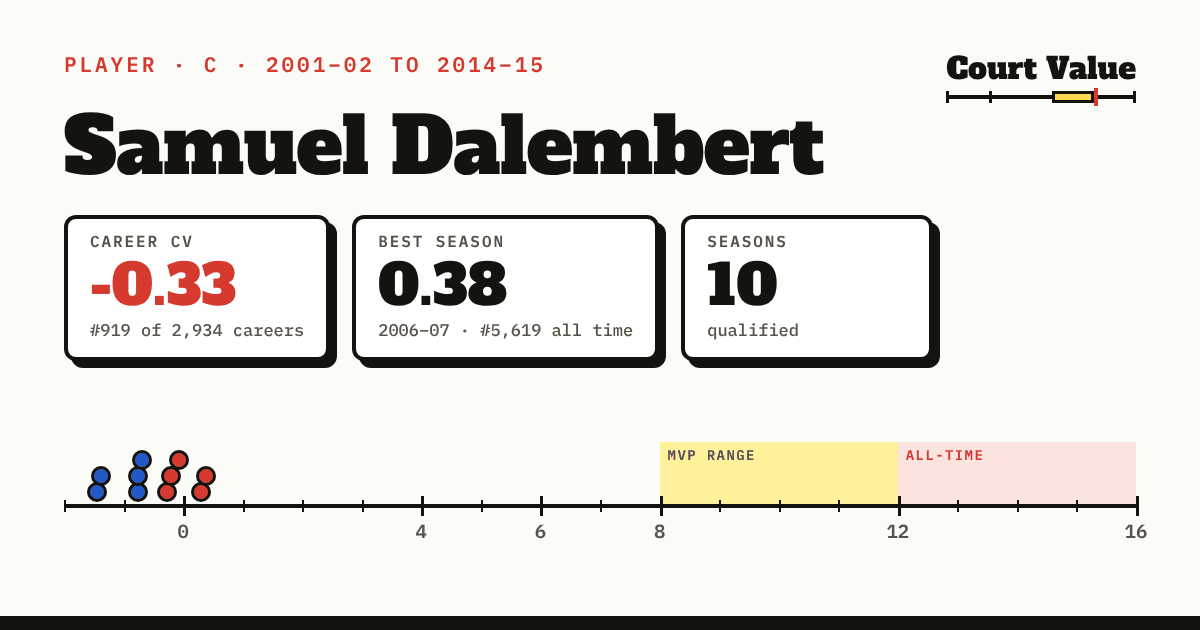 PLAYER · C · 2001–02 TO 2014–15
Court Value
Samuel Dalembert
CAREER CV
-0.33
#919 of 2,934 careers
BEST SEASON
0.38
2006–07 · #5,619 all time
SEASONS
10
qualified
MVP RANGE
ALL-TIME
0 4 6 8 12 16